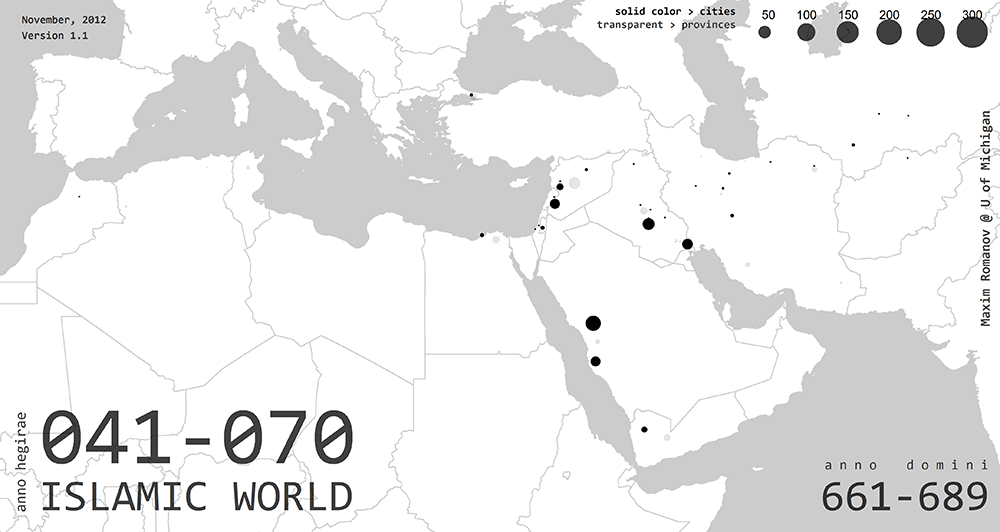 November, 2012
Version 1.1
solid color > cities
transparent > provinces
50 100 150 200 250 300
Maxim Romanov @ U of Michigan
anno hegirae
041-070
ISLAMIC WORLD
anno domini
661-689